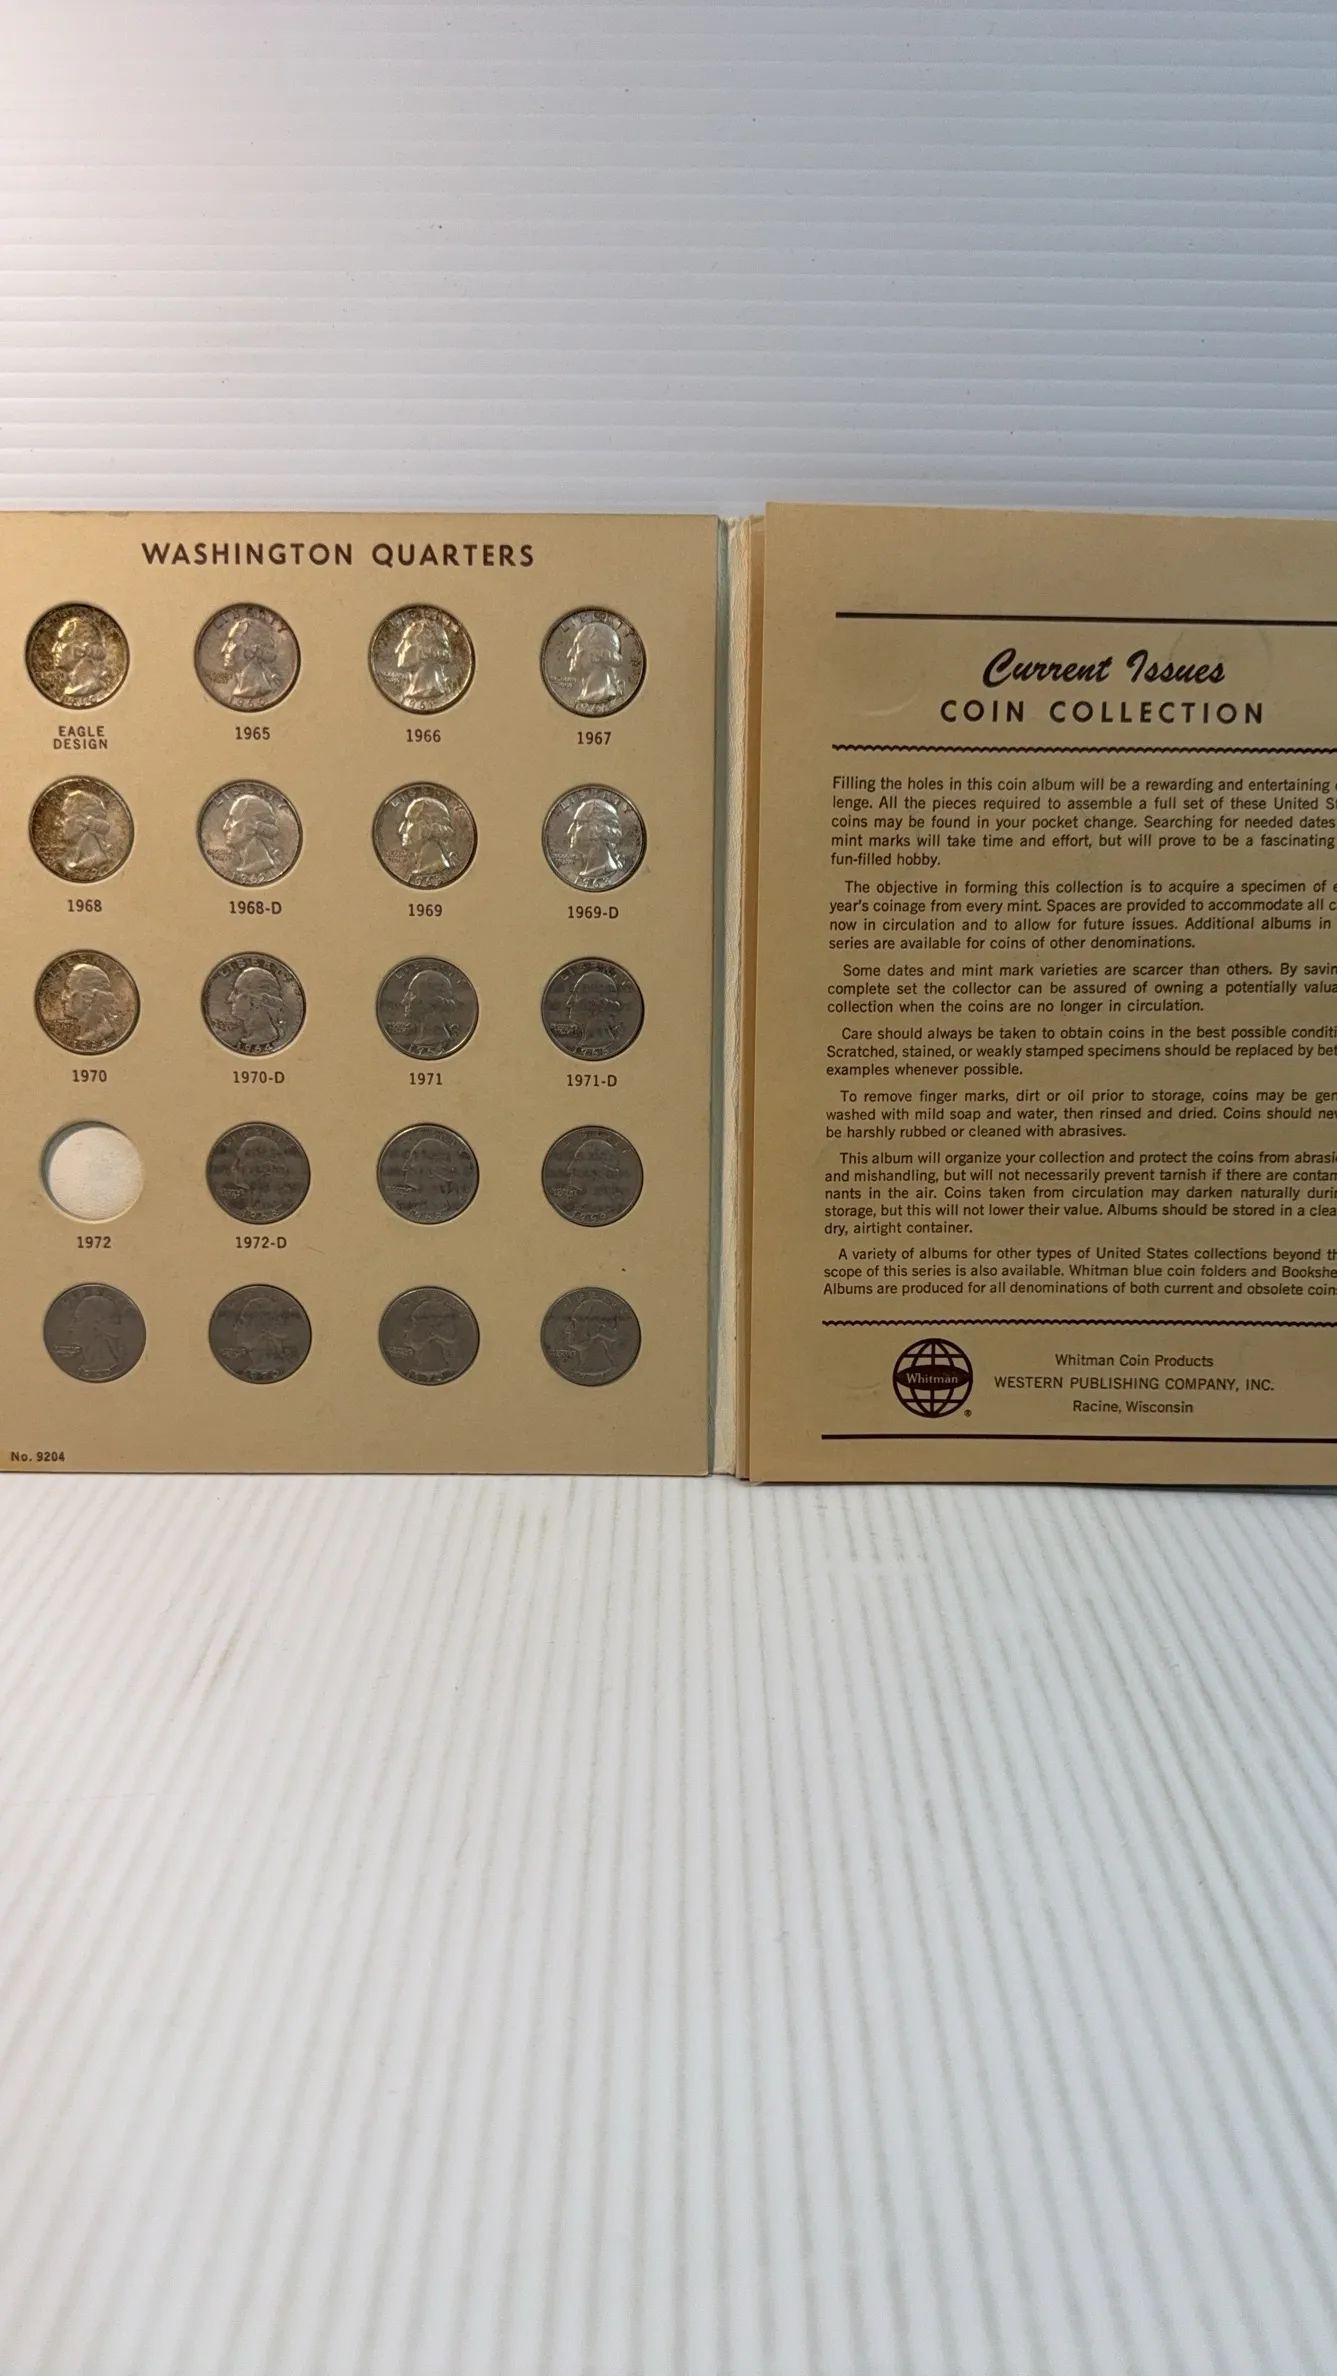 WASHINGTON QUARTERS
EAGLE
DESIGN
1965
1966
1967
1968
1968-D
1969
1969-D
1970
1970-D
1971
1971-D
1972
1972-D
No. 9204
Current Issues
COIN COLLECTION
Filling the holes in this coin album will be a rewarding and entertaining
lenge. All the pieces required to assemble a full set of these United
coins may be found in your pocket change. Searching for needed dates
mint marks will take time and effort, but will prove to be a fascinating
fun-filled hobby.
The objective in forming this collection is to acquire a specimen of
year's coinage from every mint. Spaces are provided to accommodate all
now in circulation and to allow for future issues. Additional albums in
series are available for coins of other denominations.
Some dates and mint mark varieties are scarcer than others. By savin
complete set the collector can be assured of owning a potentially valua
collection when the coins are no longer in circulation.
Care should always be taken to obtain coins in the best possible conditi
Scratched, stained, or weakly stamped specimens should be replaced by bet
examples whenever possible.
To remove finger marks, dirt or oil prior to storage, coins may be gen
washed with mild soap and water, then rinsed and dried. Coins should nev
be harshly rubbed or cleaned with abrasives.
This album will organize your collection and protect the coins from abrasi
and mishandling, but will not necessarily prevent tarnish if there are contam
nants in the air. Coins taken from circulation may darken naturally durin
storage, but this will not lower their value. Albums should be stored in a clea
dry, airtight container.
A variety of albums for other types of United States collections beyond th
scope of this series is also available. Whitman blue coin folders and Bookshe
Albums are produced for all denominations of both current and obsolete coin
Whitman
®
Whitman Coin Products
WESTERN PUBLISHING COMPANY, INC.
Racine, Wisconsin